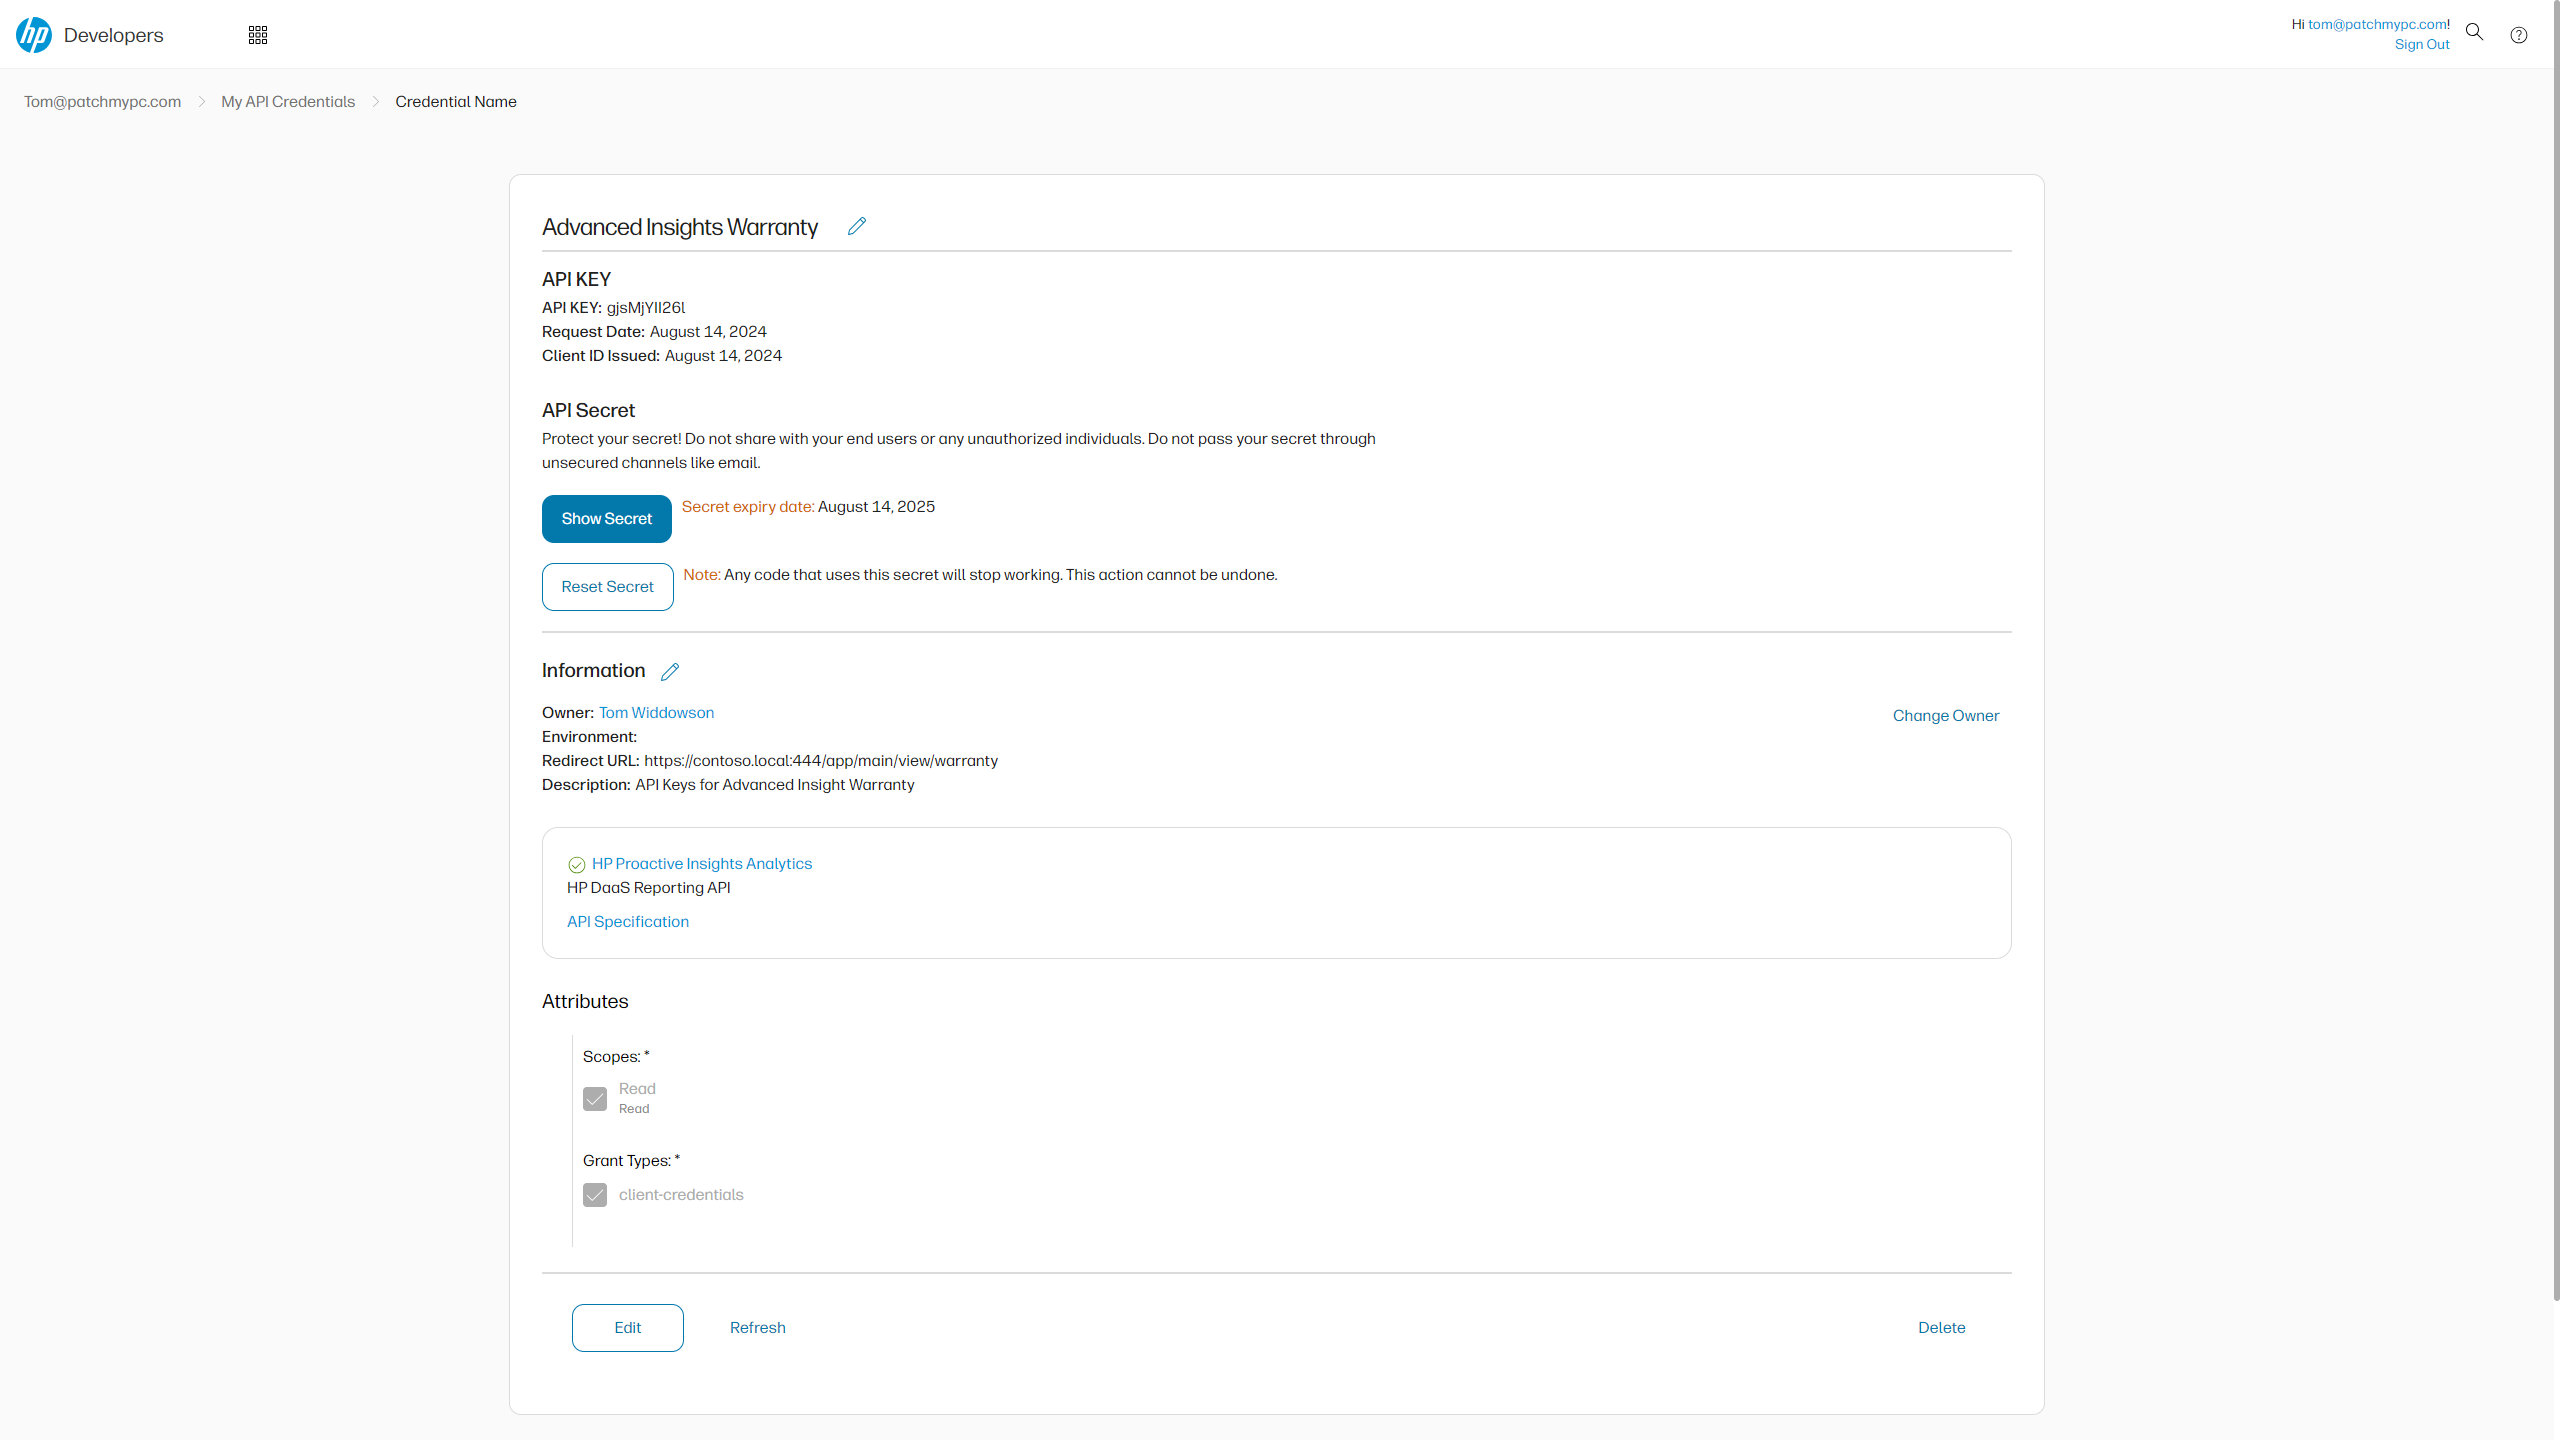 hp Developers
Hi tom@patchmypc.com!
Sign Out
Tom@patchmypc.com
My API Credentials
Credential Name
Advanced Insights Warranty
API KEY
API KEY: gjsMjYII26l
Request Date: August 14, 2024
Client ID Issued: August 14, 2024
API Secret
Protect your secret! Do not share with your end users or any unauthorized individuals. Do not pass your secret through
unsecured channels like email.
Show Secret
Secret expiry date: August 14, 2025
Reset Secret
Note: Any code that uses this secret will stop working. This action cannot be undone.
Information
Owner: Tom Widdowson
Change Owner
Environment:
Redirect URL: https://contoso.local:444/app/main/view/warranty
Description: API Keys for Advanced Insight Warranty
HP Proactive Insights Analytics
HP DaaS Reporting API
API Specification
Attributes
Scopes: *
Read
Read
Grant Types: *
client-credentials
Edit
Refresh
Delete